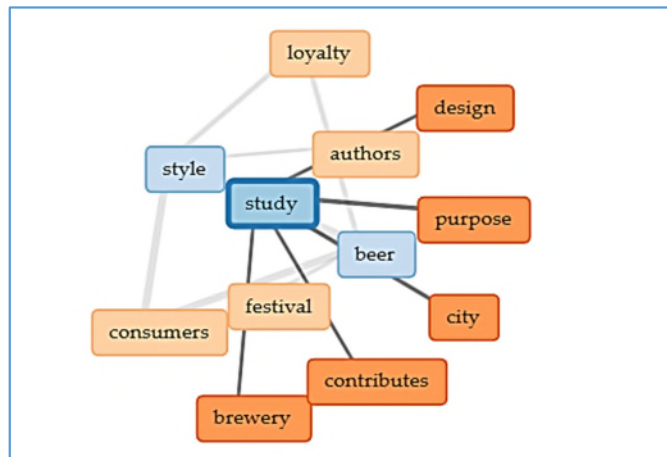 loyalty
design
authors
style
study
purpose
beer
festival
city
consumers
contributes
brewery